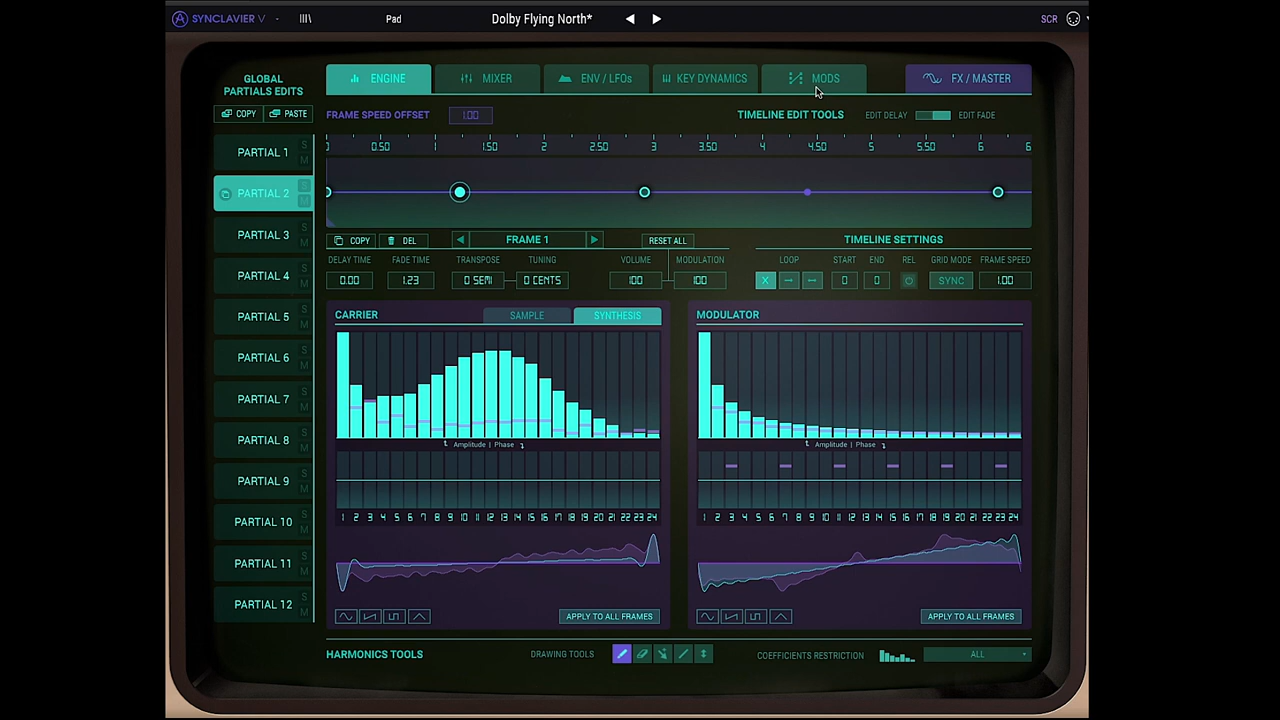 SYNCLAVIER V
Pad
Dolby Flying North*
SCR
GLOBAL
PARTIALS EDITS
COPY
PASTE
ENGINE
MIXER
ENV / LFOs
KEY DYNAMICS
MODS
FX / MASTER
FRAME SPEED OFFSET
1.00
TIMELINE EDIT TOOLS
EDIT DELAY
EDIT FADE
0 0.50 1 1.50 2 2.50 3 3.50 4 4.50 5 5.50 6 6
PARTIAL 1 S M
PARTIAL 2 S M
PARTIAL 3 S M
PARTIAL 4 S M
PARTIAL 5 S M
PARTIAL 6 S M
PARTIAL 7 S M
PARTIAL 8 S M
PARTIAL 9 S M
PARTIAL 10 S M
PARTIAL 11 S M
PARTIAL 12 S M
COPY
DEL
FRAME 1
RESET ALL
TIMELINE SETTINGS
DELAY TIME FADE TIME TRANSPOSE TUNING VOLUME MODULATION LOOP START END REL GRID MODE FRAME SPEED
0.00 1.23 0 SEMI 0 CENTS 100 100 X 0 0 SYNC 1.00
CARRIER
SAMPLE
SYNTHESIS
Amplitude | Phase
1 2 3 4 5 6 7 8 9 10 11 12 13 14 15 16 17 18 19 20 21 22 23 24
APPLY TO ALL FRAMES
MODULATOR
Amplitude | Phase
1 2 3 4 5 6 7 8 9 10 11 12 13 14 15 16 17 18 19 20 21 22 23 24
APPLY TO ALL FRAMES
HARMONICS TOOLS
DRAWING TOOLS
COEFFICIENTS RESTRICTION
ALL